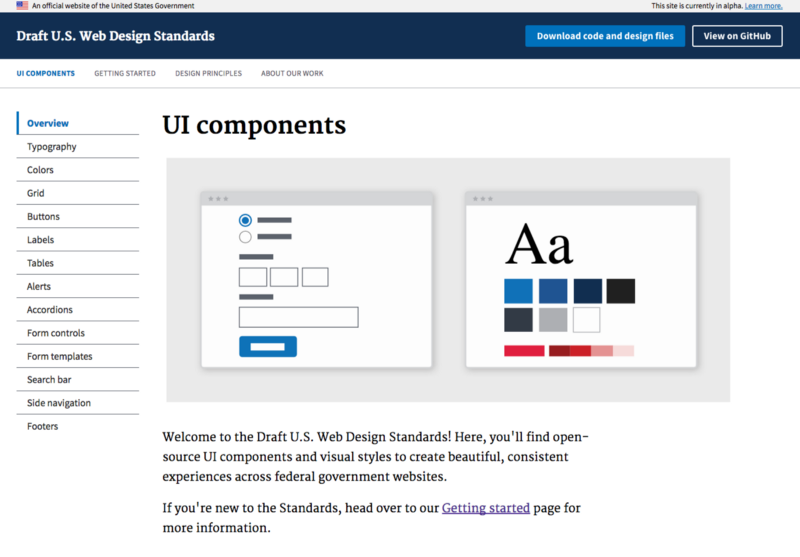 An official website of the United States Government
This site is currently in alpha. Learn more.
Draft U.S. Web Design Standards
Download code and design files
View on GitHub
UI COMPONENTS
GETTING STARTED
DESIGN PRINCIPLES
ABOUT OUR WORK
Overview
Typography
Colors
Grid
Buttons
Labels
Tables
Alerts
Accordions
Form controls
Form templates
Search bar
Side navigation
Footers
UI components
Aa
Welcome to the Draft U.S. Web Design Standards! Here, you'll find open-
source UI components and visual styles to create beautiful, consistent
experiences across federal government websites.
If you're new to the Standards, head over to our Getting started page for
more information.